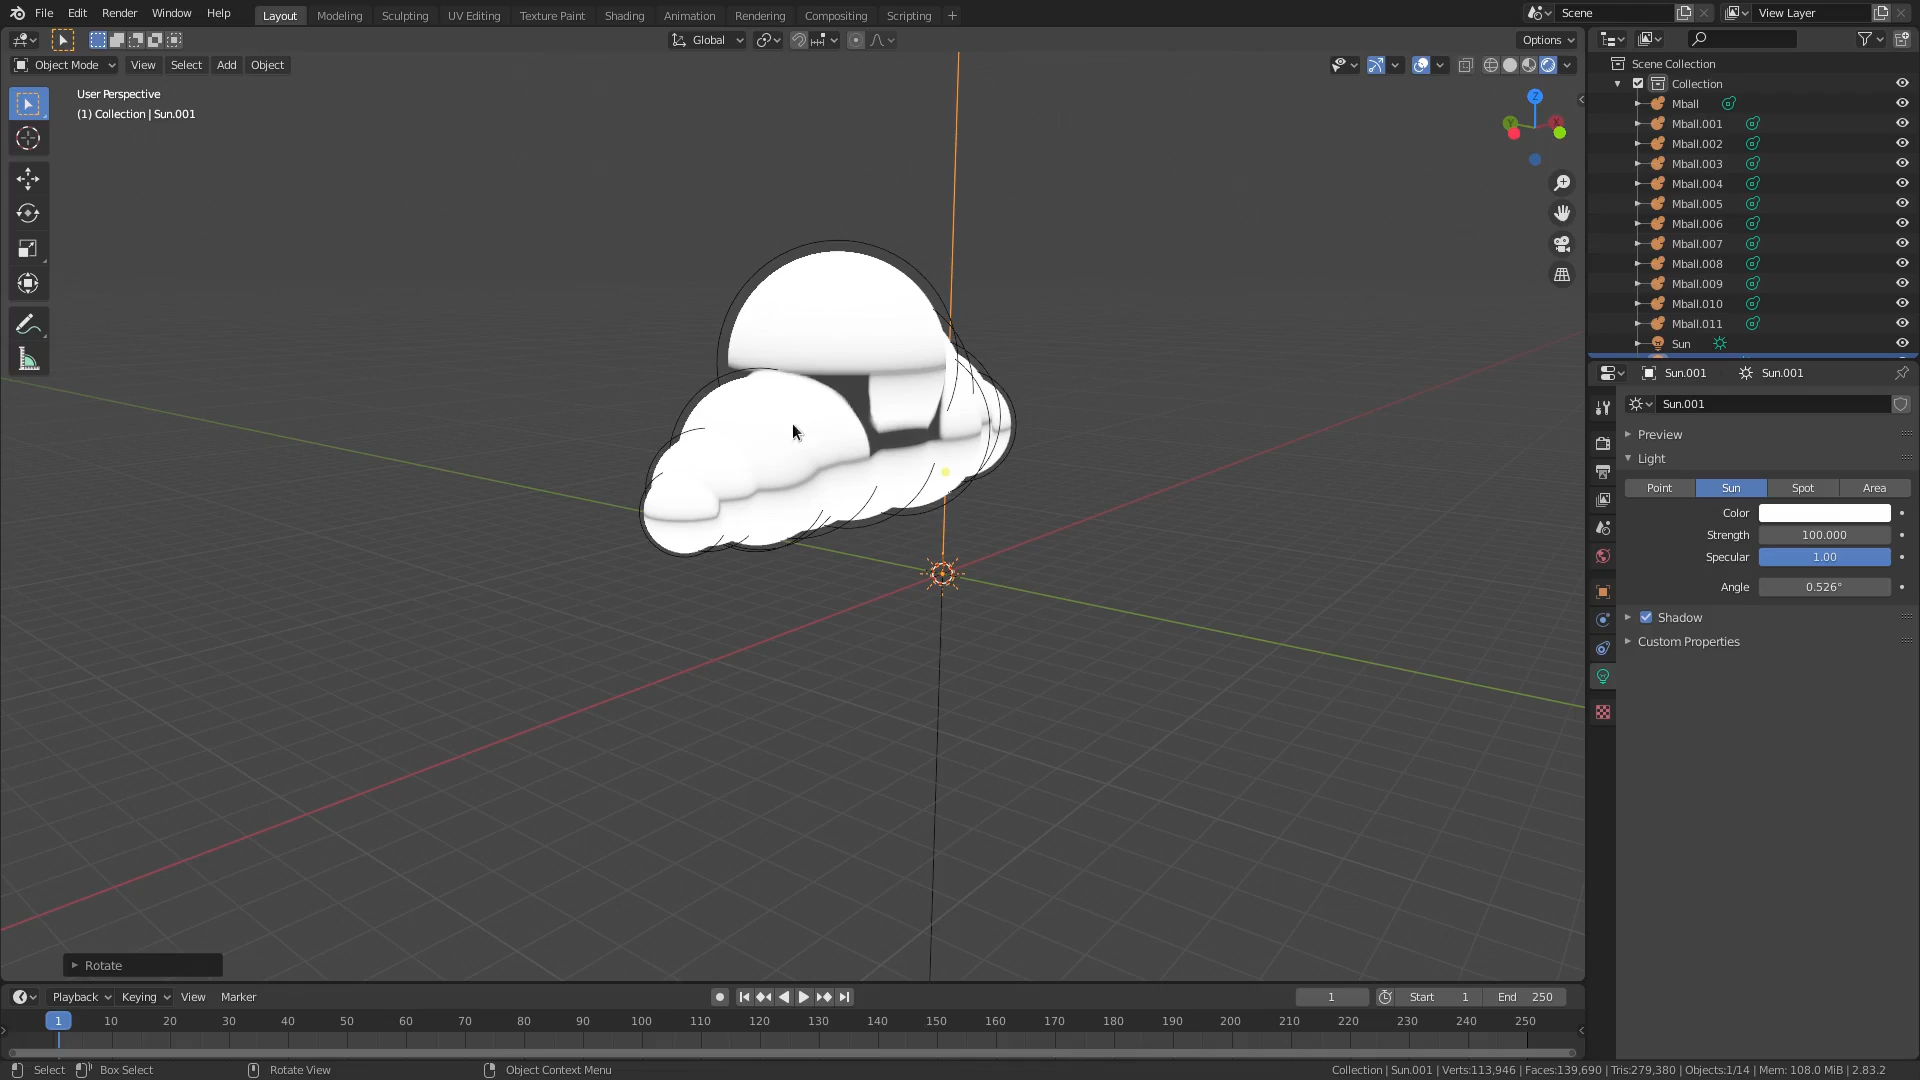 File Edit Render Window Help Layout Modeling Sculpting UV Editing Texture Paint Shading Animation Rendering Compositing Scripting + Scene View Layer
Global Options
Object Mode View Select Add Object
User Perspective
(1) Collection | Sun.001
Z
Y
X
Scene Collection
Collection
Mball
Mball.001
Mball.002
Mball.003
Mball.004
Mball.005
Mball.006
Mball.007
Mball.008
Mball.009
Mball.010
Mball.011
Sun
Sun.001 Sun.001
Sun.001
Preview
Light
Point Sun Spot Area
Color
Strength 100.000
Specular 1.00
Angle 0.526°
Shadow
Custom Properties
Rotate
Playback Keying View Marker 1 Start 1 End 250
1 10 20 30 40 50 60 70 80 90 100 110 120 130 140 150 160 170 180 190 200 210 220 230 240 250
Select Box Select Rotate View Object Context Menu Collection | Sun.001 | Verts:113,946 | Faces:139,690 | Tris:279,380 | Objects:1/14 | Mem: 108.0 MiB | 2.83.2